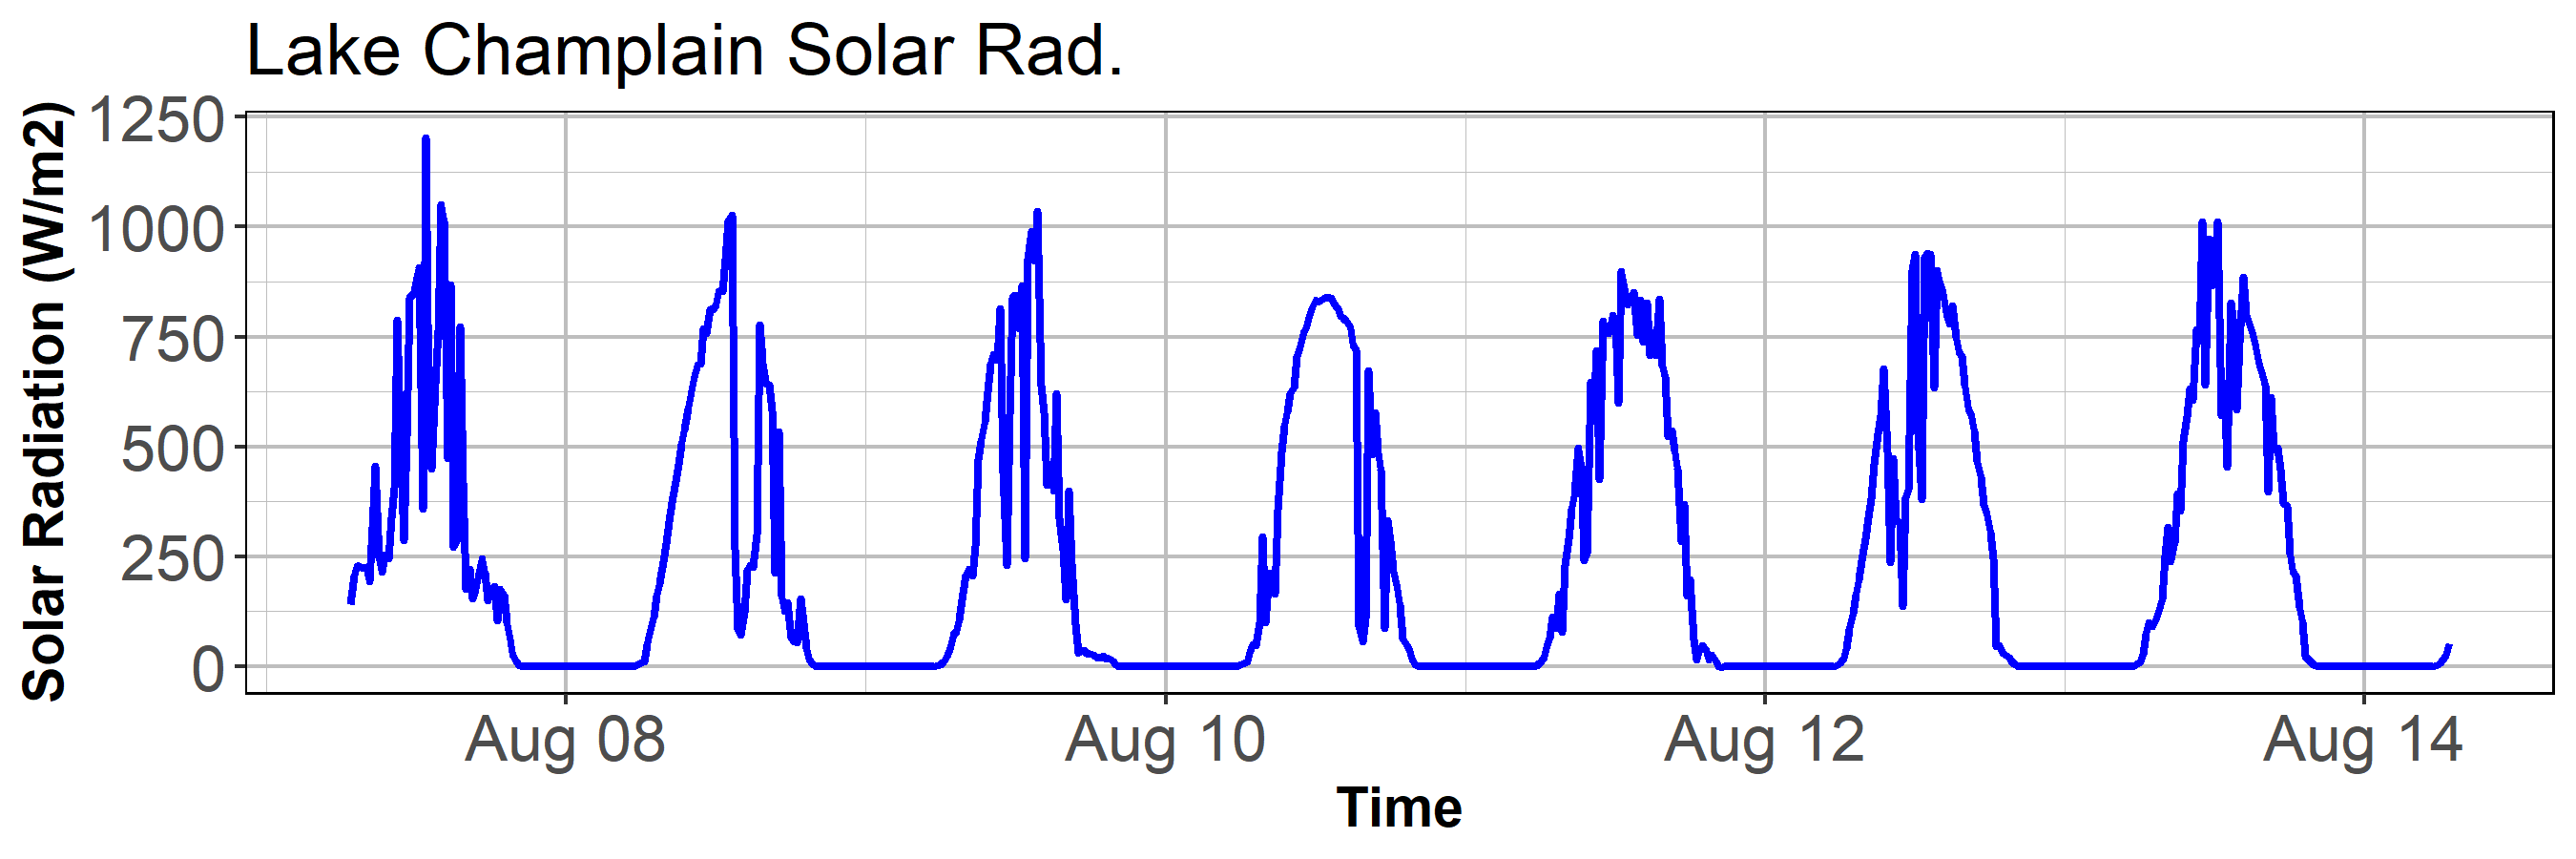 Lake Champlain Solar Rad.
Solar Radiation (W/m2)
1250
1000
750
500
250
0
Aug 08 Aug 10 Aug 12 Aug 14
Time